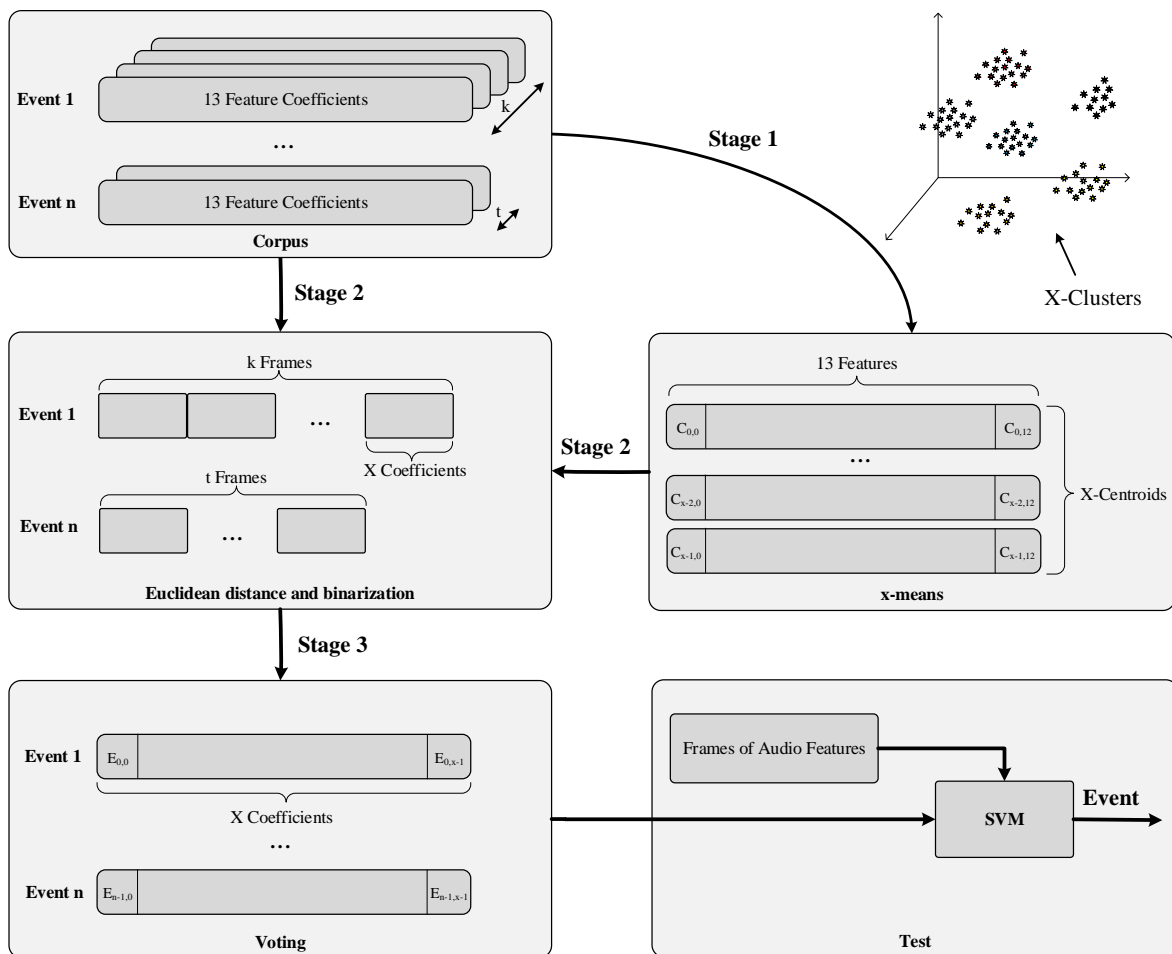 Event 1
13 Feature Coefficients
k
...
Event n
13 Feature Coefficients
t
Corpus
Stage 1
X-Clusters
Stage 2
k Frames
Event 1
...
X Coefficients
t Frames
Event n
...
Euclidean distance and binarization
Stage 2
13 Features
C0,0
C0,12
...
Cx-2,0
Cx-2,12
X-Centroids
Cx-1,0
Cx-1,12
x-means
Stage 3
Event 1
E0,0
E0,x-1
X Coefficients
...
Event n
En-1,0
En-1,x-1
Voting
Frames of Audio Features
SVM
Event
Test